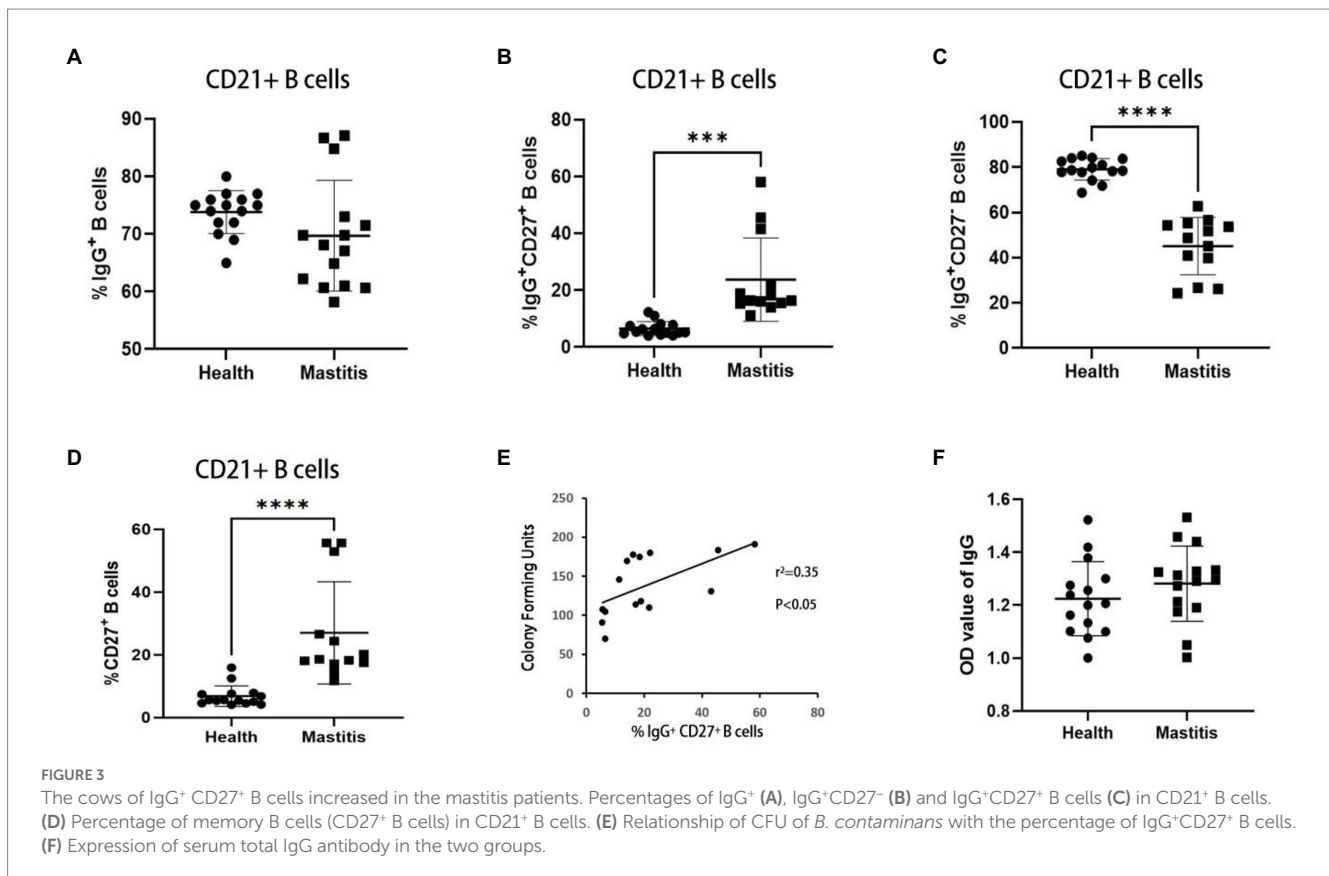 A
CD21+ B cells
% IgG⁺ B cells
90
80
70
60
50
Health Mastitis
B
CD21+ B cells
% IgG⁺CD27⁺ B cells
80
60
40
20
0
***
Health Mastitis
C
CD21+ B cells
% IgG⁺CD27⁻ B cells
100
80
60
40
20
0
****
Health Mastitis
D
CD21+ B cells
%CD27⁺ B cells
60
40
20
0
****
Health Mastitis
E
Colony Forming Units
250
200
150
100
50
0
r²=0.35
P<0.05
0 20 40 60 80
% IgG⁺ CD27⁺ B cells
F
OD value of IgG
1.6
1.4
1.2
1.0
0.8
Health Mastitis
FIGURE 3
The cows of IgG⁺ CD27⁺ B cells increased in the mastitis patients. Percentages of IgG⁺ (A), IgG⁺CD27⁻ (B) and IgG⁺CD27⁺ B cells (C) in CD21⁺ B cells.
(D) Percentage of memory B cells (CD27⁺ B cells) in CD21⁺ B cells. (E) Relationship of CFU of B. contaminans with the percentage of IgG⁺CD27⁺ B cells.
(F) Expression of serum total IgG antibody in the two groups.